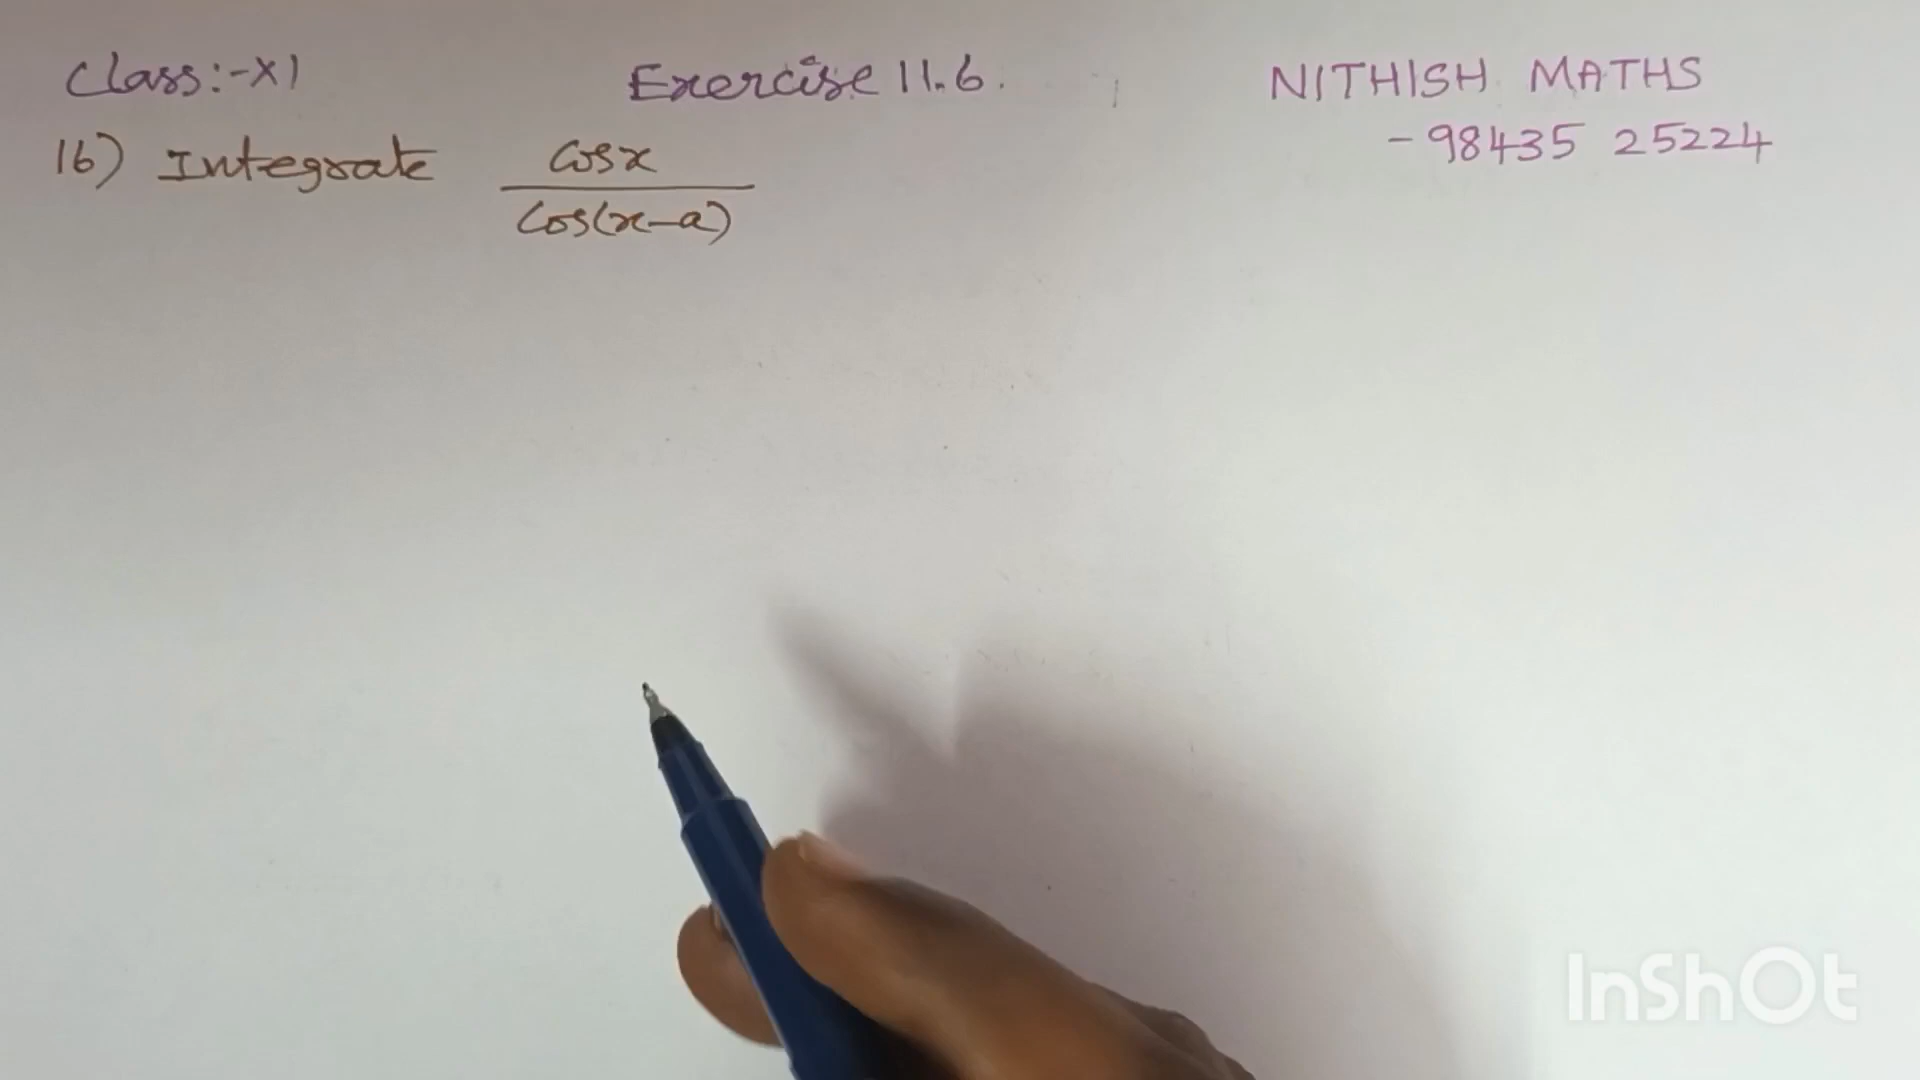 Class:-XI Exercise 11.6. NITHISH MATHS
- 98435 25224
16) Integrate cosx
cos(x-a)
InShOt